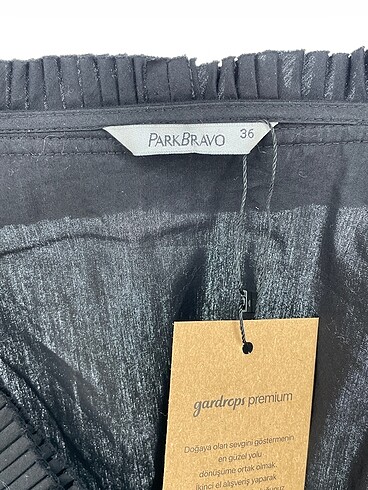 PARKBRAVO 36
gardrops premium
Doğaya olan sevgini göstermenin
en güzel yolu
dönüşüme ortak olmak.
İkinci el alışveriş yaparak